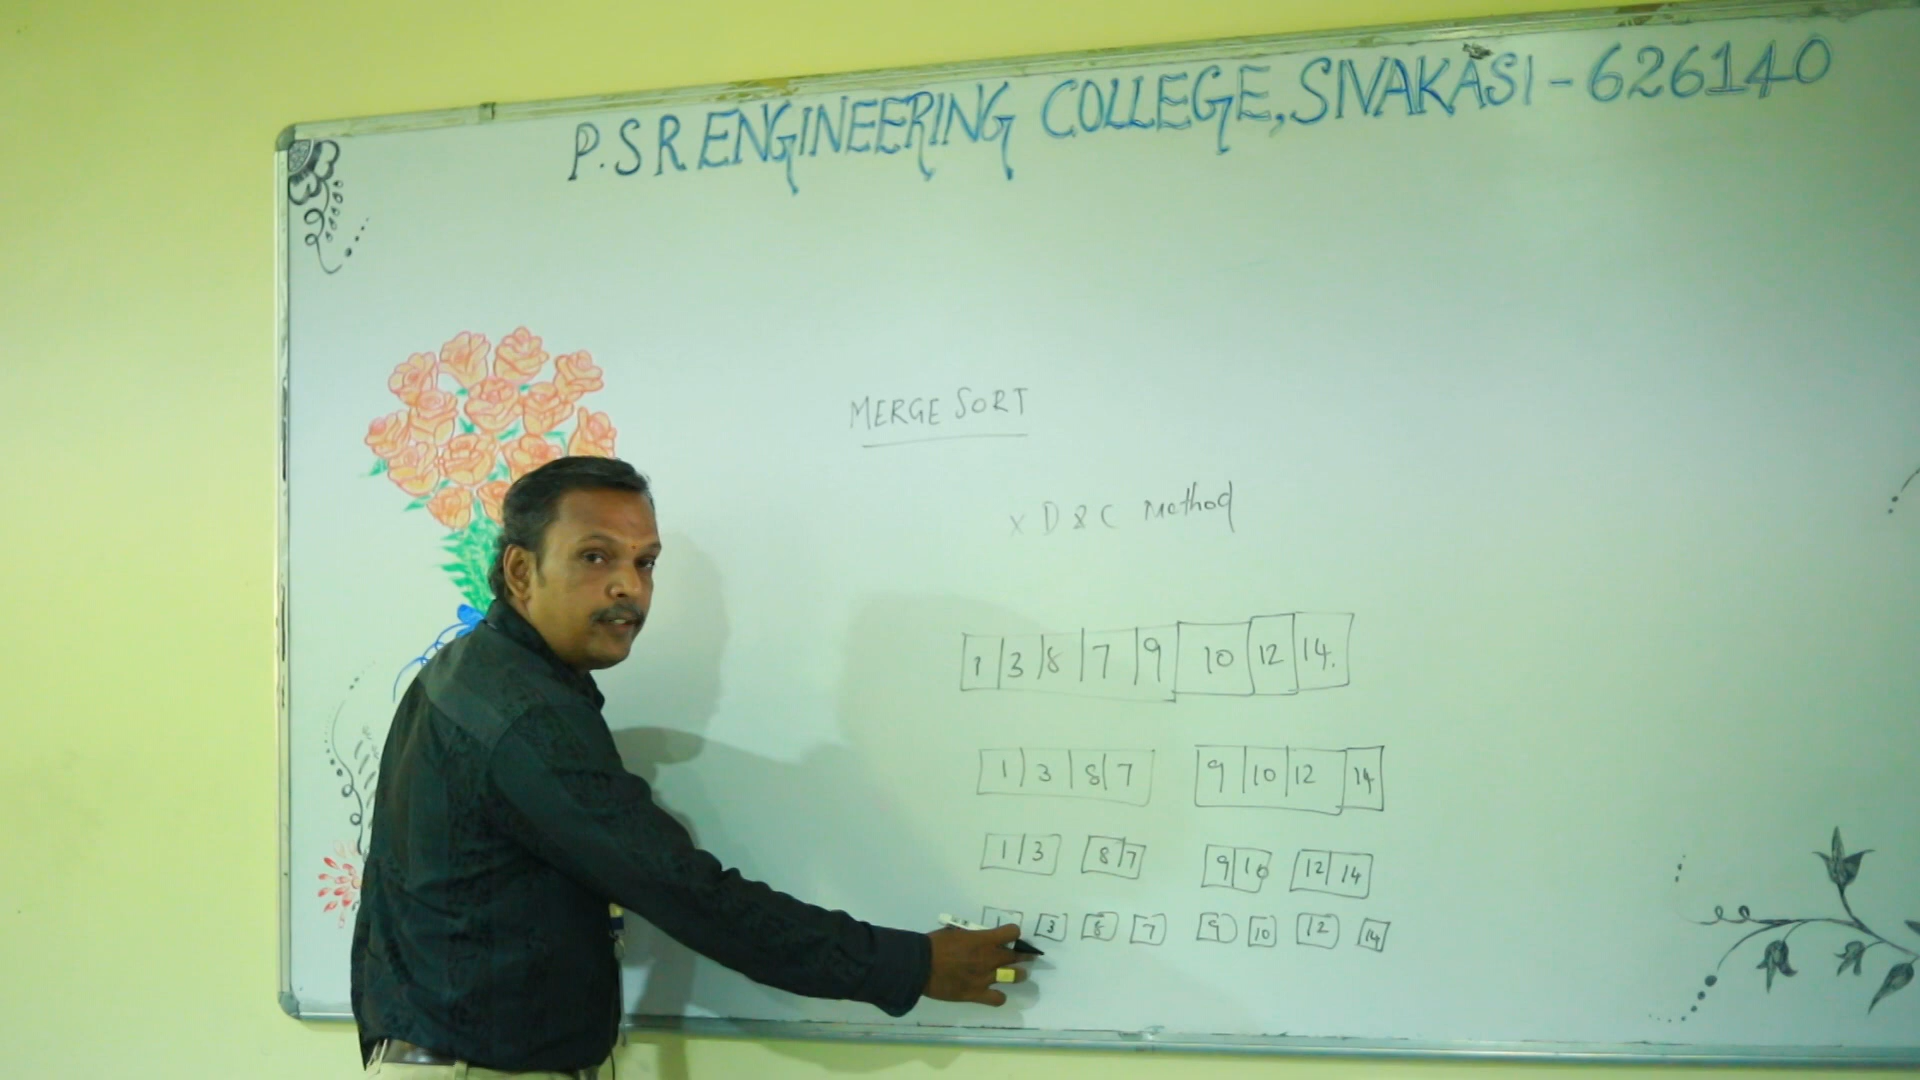 P.S.R. ENGINEERING COLLEGE, SIVAKASI - 626140
MERGE SORT
x D & C Method
1 3 8 7 9 10 12 14.
1 3 8 7 9 10 12 14
1 3 8 7 9 10 12 14
1 3 8 7 9 10 12 14